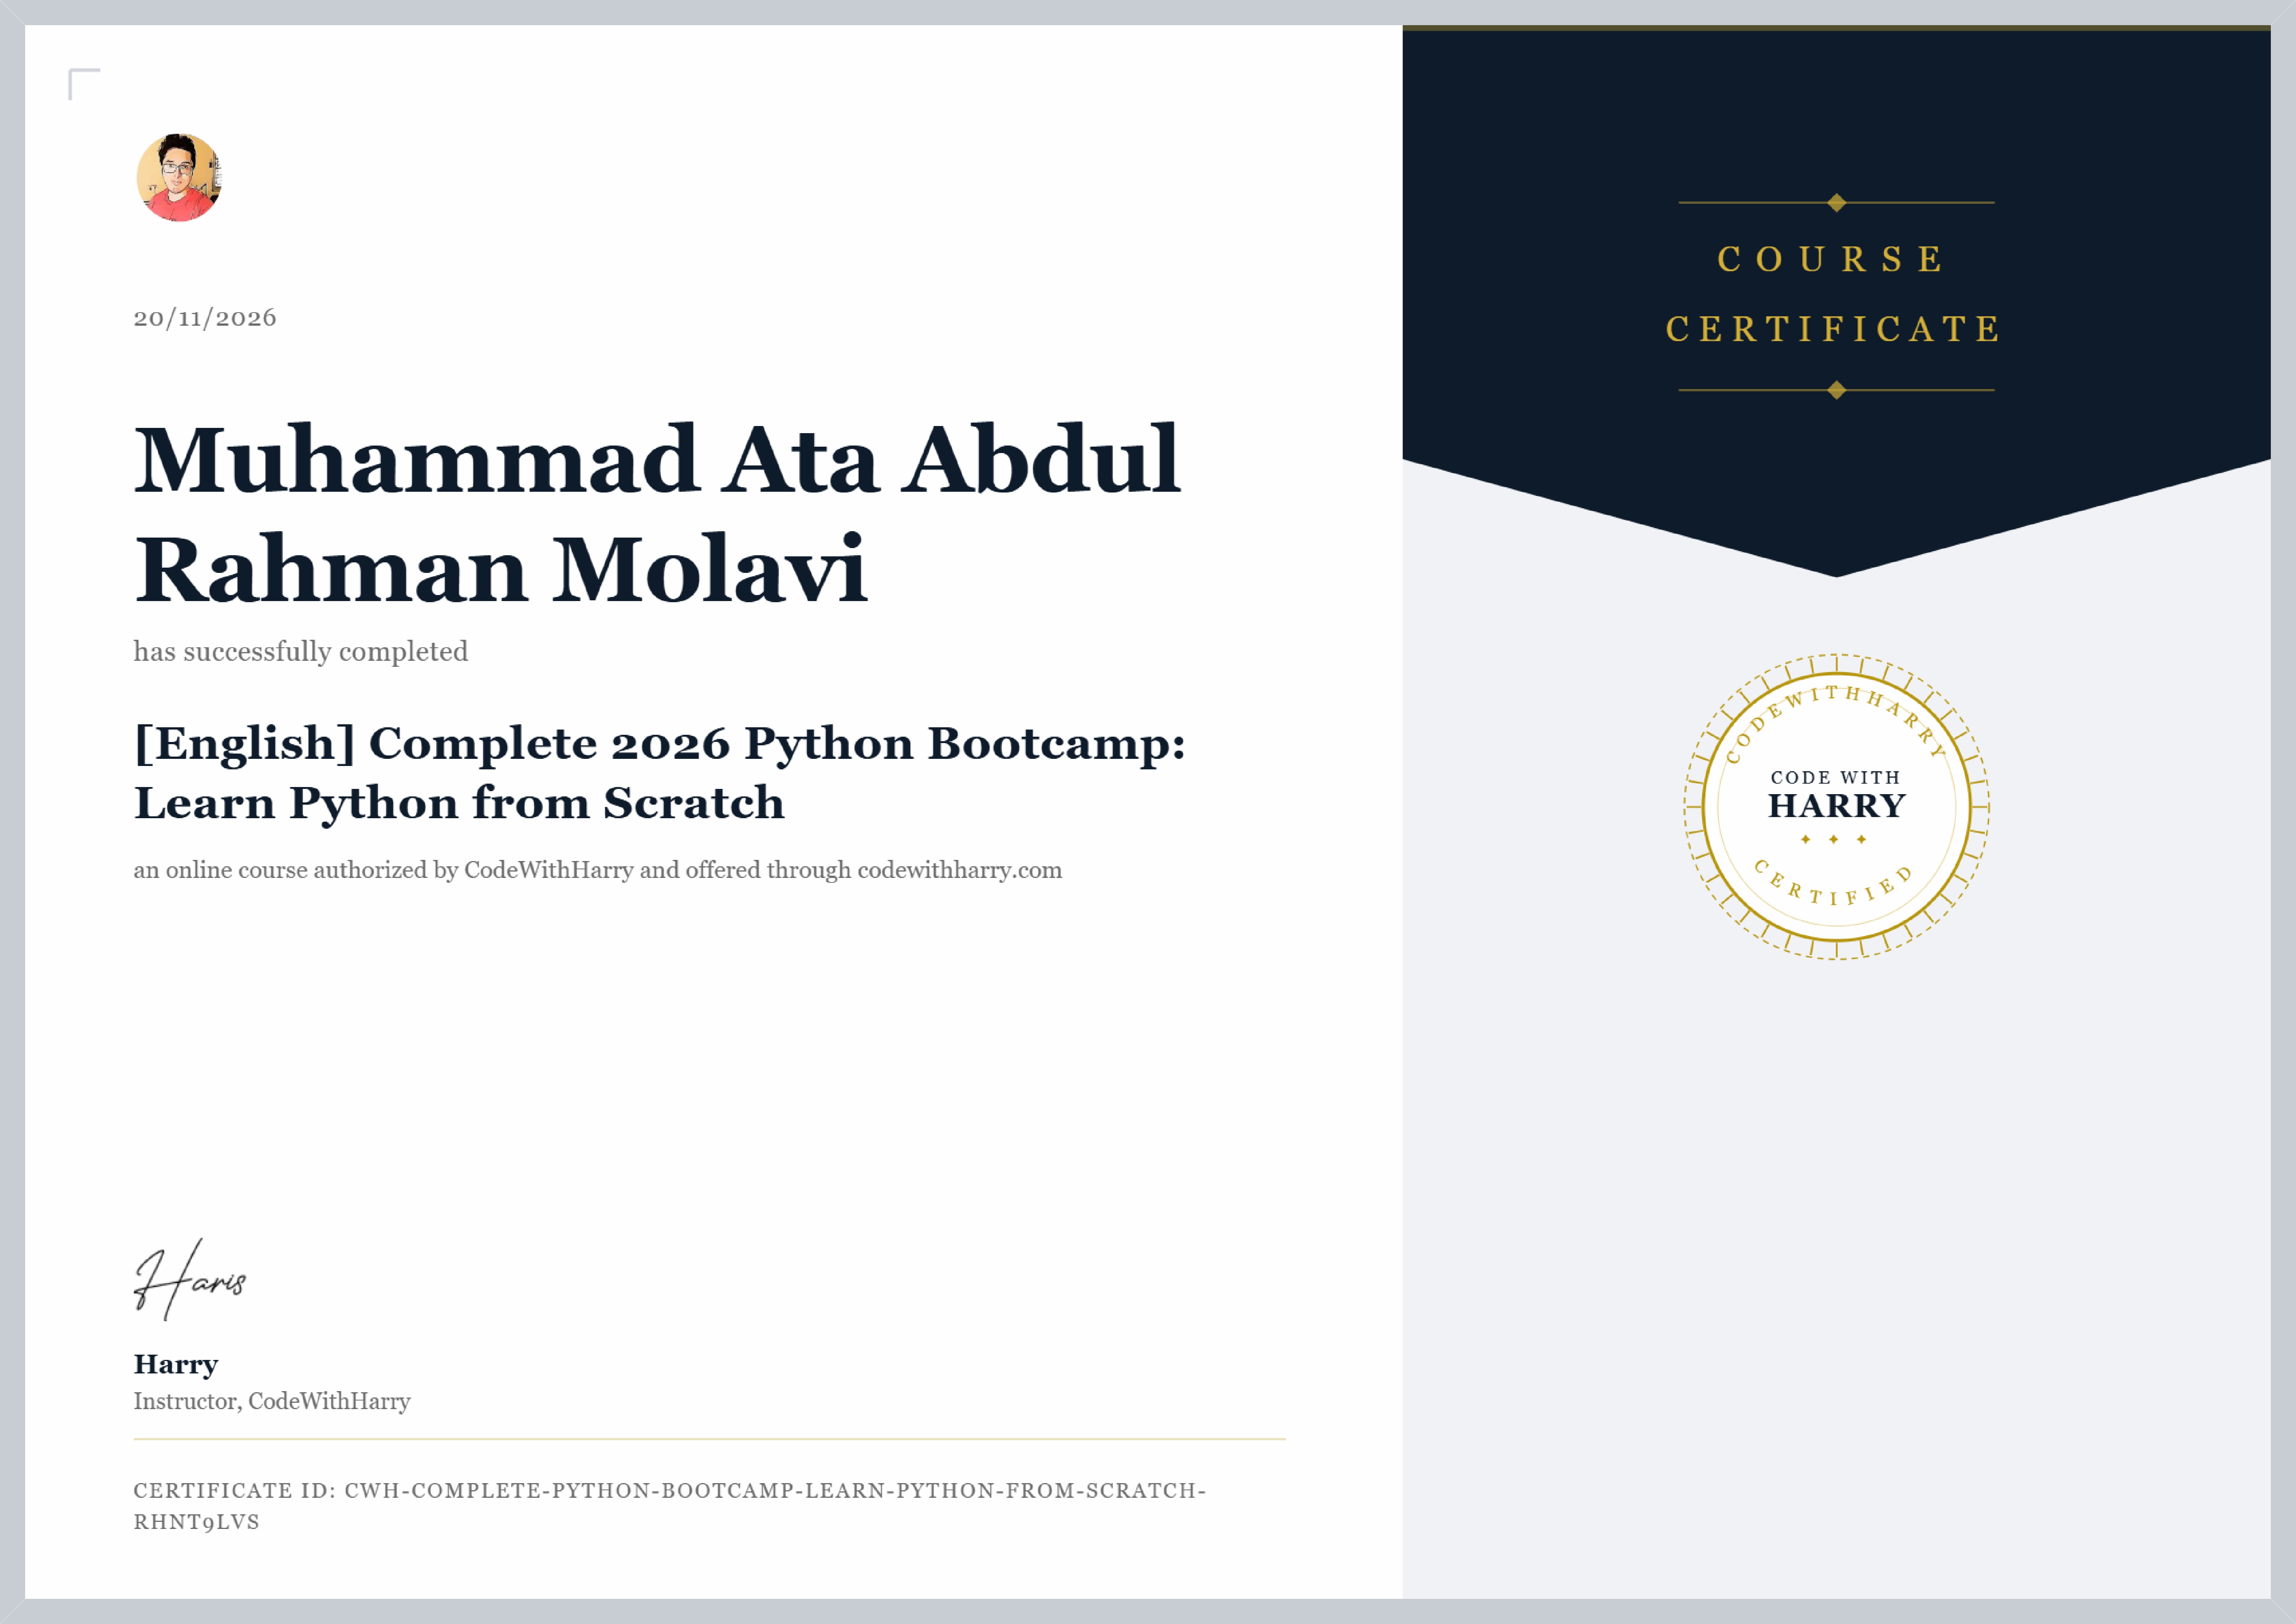 20/11/2026
Muhammad Ata Abdul
Rahman Molavi
has successfully completed
[English] Complete 2026 Python Bootcamp:
Learn Python from Scratch
an online course authorized by CodeWithHarry and offered through codewithharry.com
Haris
Harry
Instructor, CodeWithHarry
CERTIFICATE ID: CWH-COMPLETE-PYTHON-BOOTCAMP-LEARN-PYTHON-FROM-SCRATCH-
RHNT9LVS
COURSE
CERTIFICATE
CODEWITHHARRY
CODE WITH
HARRY
CERTIFIED